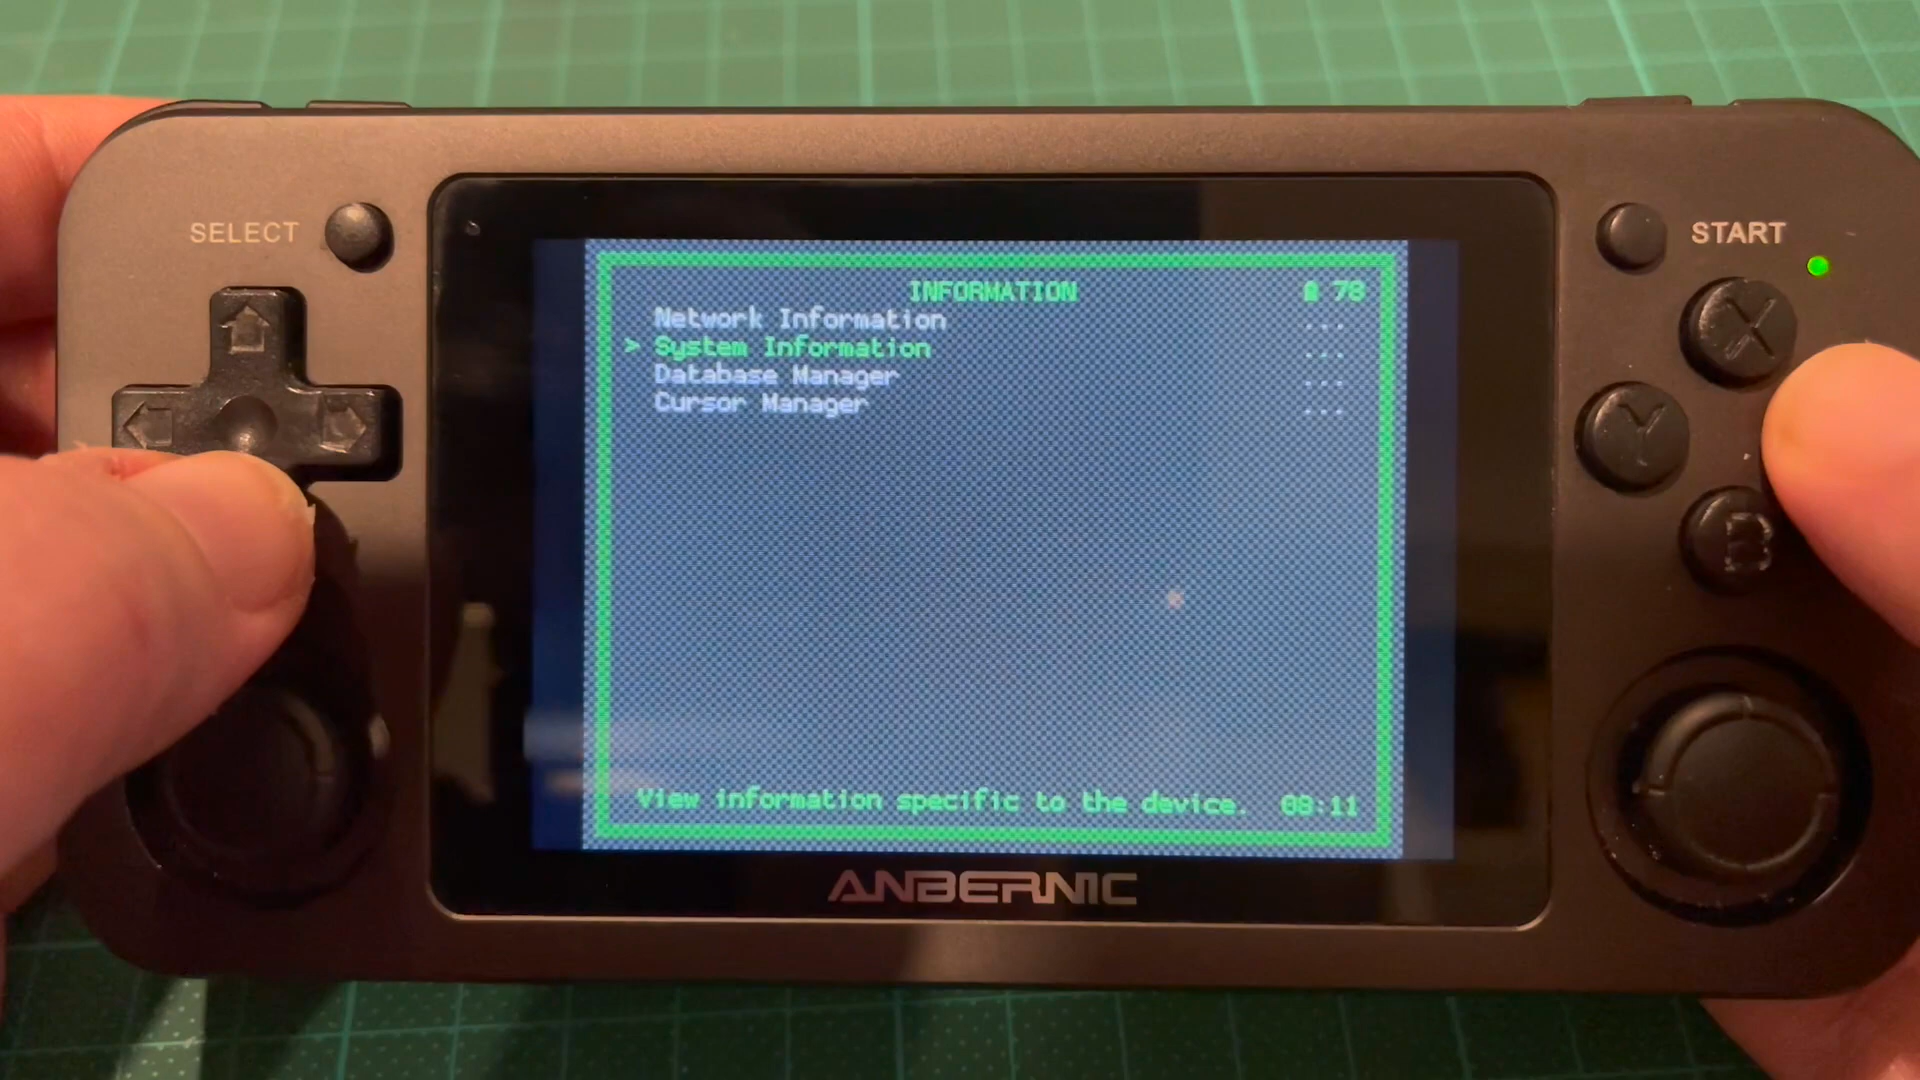 SELECT
START
INFORMATION 78
Network Information ...
> System Information ...
Database Manager ...
Cursor Manager ...
View information specific to the device. 08:11
X
Y
B
ANBERNIC